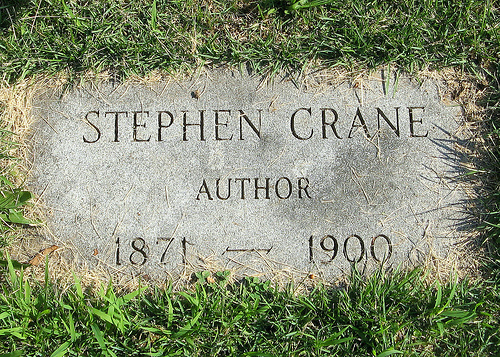 STEPHEN CRANE
AUTHOR
1871 — 1900